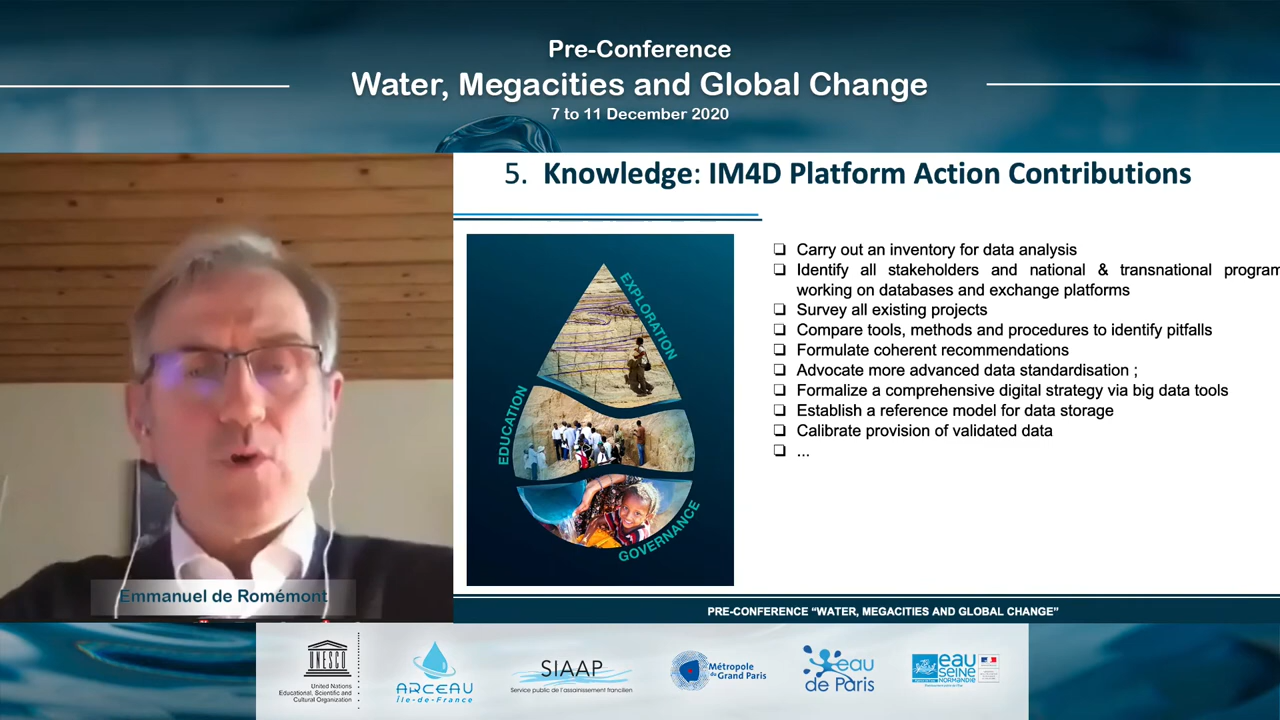 Pre-Conference
Water, Megacities and Global Change
7 to 11 December 2020
5. Knowledge: IM4D Platform Action Contributions
EXPLORATION
EDUCATION
GOVERNANCE
❑ Carry out an inventory for data analysis
❑ Identify all stakeholders and national & transnational program
working on databases and exchange platforms
❑ Survey all existing projects
❑ Compare tools, methods and procedures to identify pitfalls
❑ Formulate coherent recommendations
❑ Advocate more advanced data standardisation ;
❑ Formalize a comprehensive digital strategy via big data tools
❑ Establish a reference model for data storage
❑ Calibrate provision of validated data
❑ ...
Emmanuel de Romémont
PRE-CONFERENCE “WATER, MEGACITIES AND GLOBAL CHANGE”
UNESCO
United Nations
Educational, Scientific and
Cultural Organization
ARCEAU
Île-de-France
SIAAP
Service public de l'assainissement francilien
Métropole
du Grand Paris
eau
de Paris
eau
SEINE
NORMANDIE